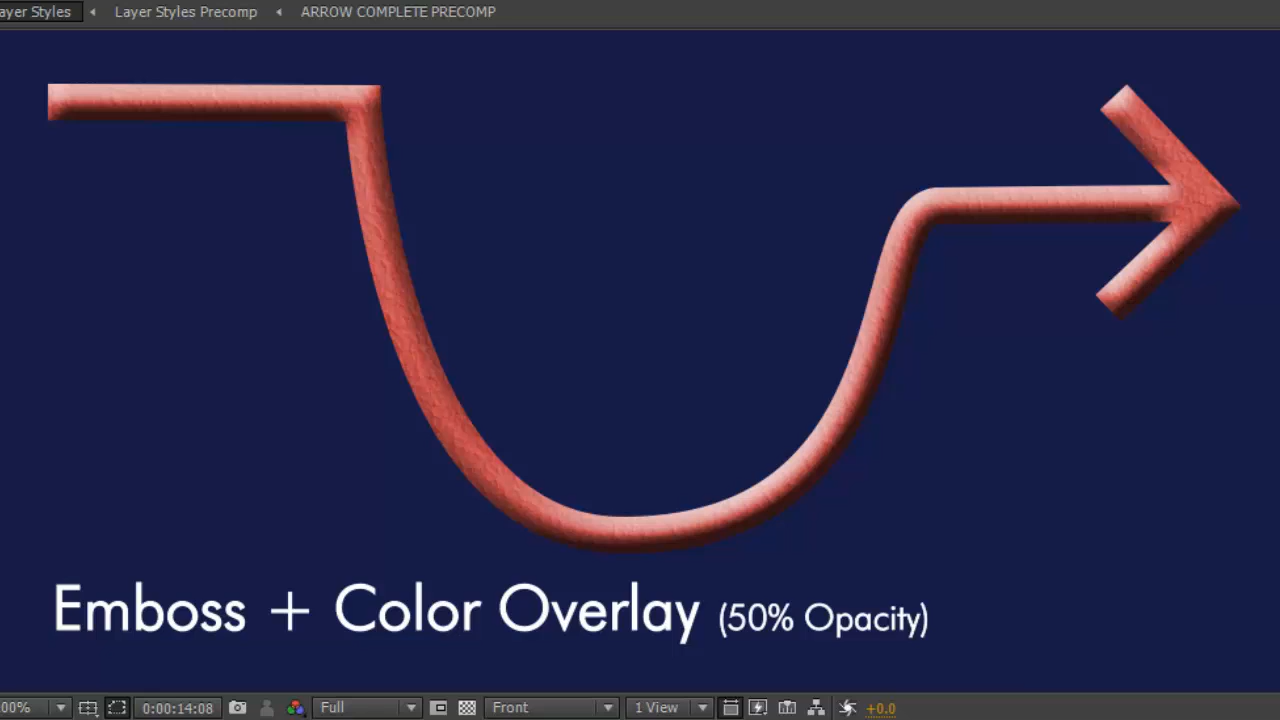 ayer Styles Layer Styles Precomp ARROW COMPLETE PRECOMP
Emboss + Color Overlay (50% Opacity)
00% 0:00:14:08 Full Front 1 View +0.0